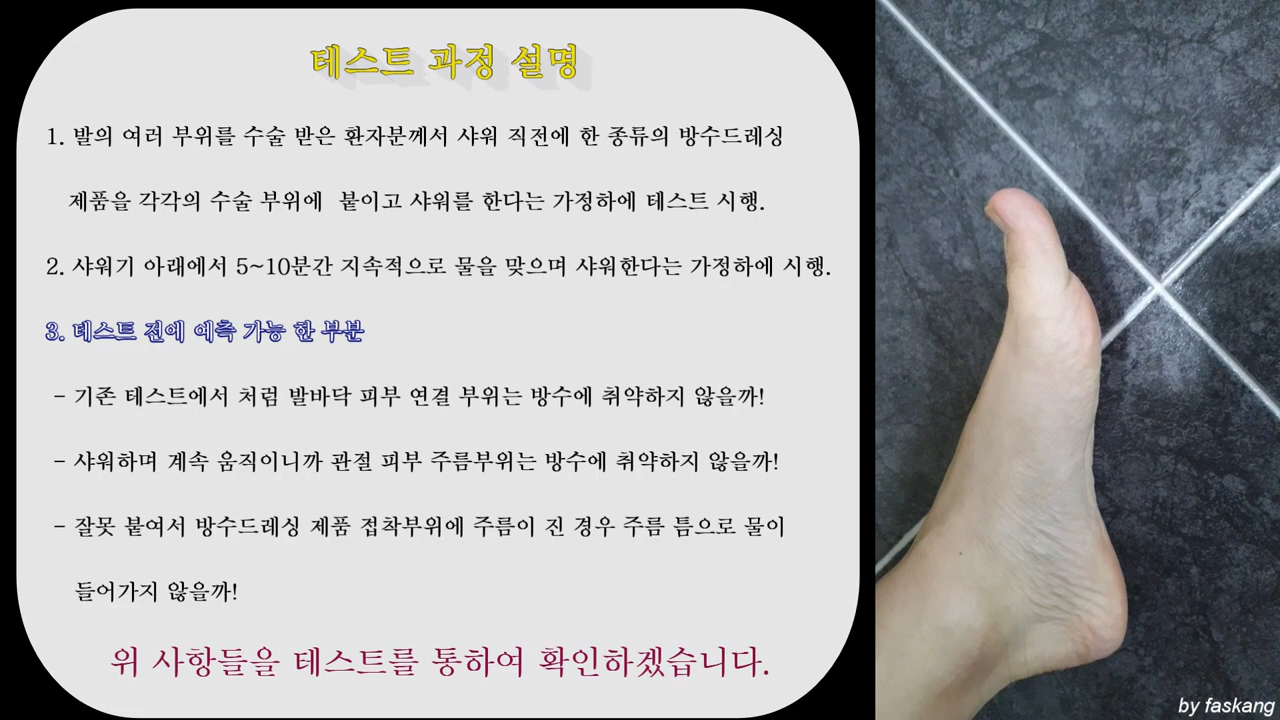 테스트 과정 설명
1. 발의 여러 부위를 수술 받은 환자분께서 샤워 직전에 한 종류의 방수드레싱
제품을 각각의 수술 부위에 붙이고 샤워를 한다는 가정하에 테스트 시행.
2. 샤워기 아래에서 5~10분간 지속적으로 물을 맞으며 샤워한다는 가정하에 시행.
3. 테스트 전에 예측 가능 한 부분
- 기존 테스트에서 처럼 발바닥 피부 연결 부위는 방수에 취약하지 않을까!
- 샤워하며 계속 움직이니까 관절 피부 주름부위는 방수에 취약하지 않을까!
- 잘못 붙여서 방수드레싱 제품 접착부위에 주름이 진 경우 주름 틈으로 물이
들어가지 않을까!
위 사항들을 테스트를 통하여 확인하겠습니다.
by faskang